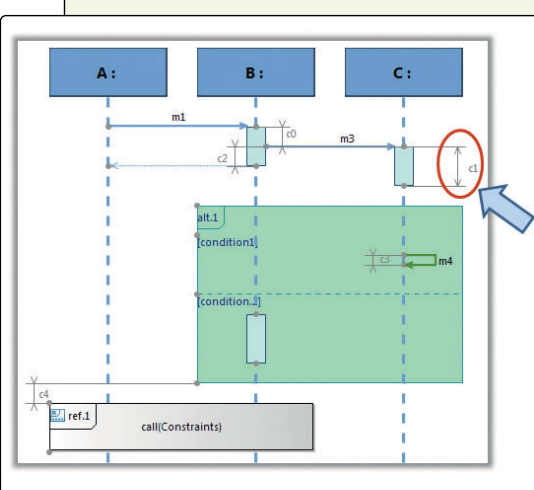 A :
B :
C :
m1
c0
m3
c2
c1
alt.1
[condition1]
c3
m4
[condition..]
c4
ref.1
call(Constraints)